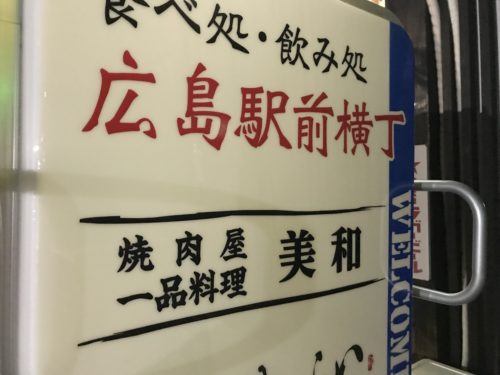 食べ処・飲み処
広島駅前横丁
焼肉屋
一品料理
美和
WELCOME